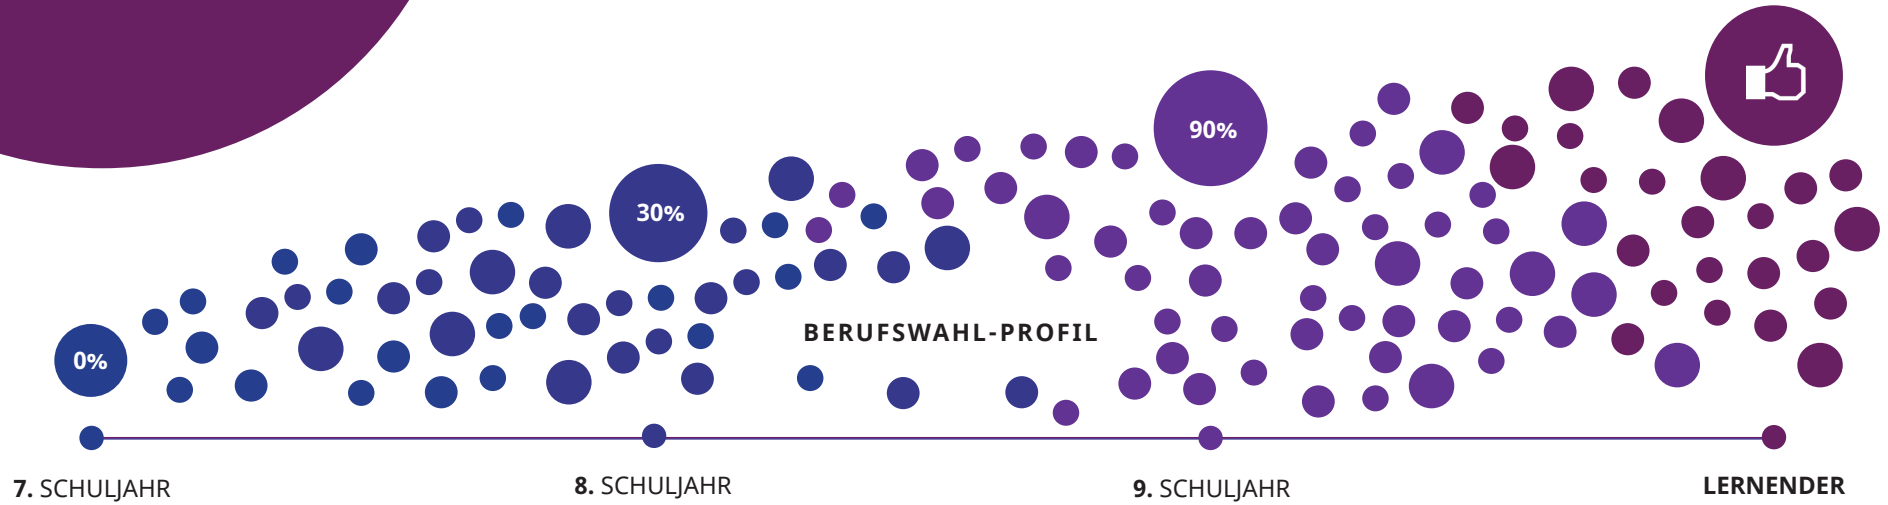 90%
30%
BERUFSWAHL-PROFIL
0%
7. SCHULJAHR
8. SCHULJAHR
9. SCHULJAHR
LERNENDER